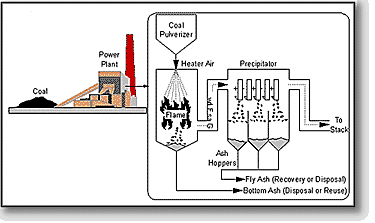 Coal
Pulverizer
Power
Plant
Heater Air
Precipitator
Coal
Flame
To
Stack
Ash
Hoppers
Fly Ash (Recovery or Disposal)
Bottom Ash (Disposal or Reuse)